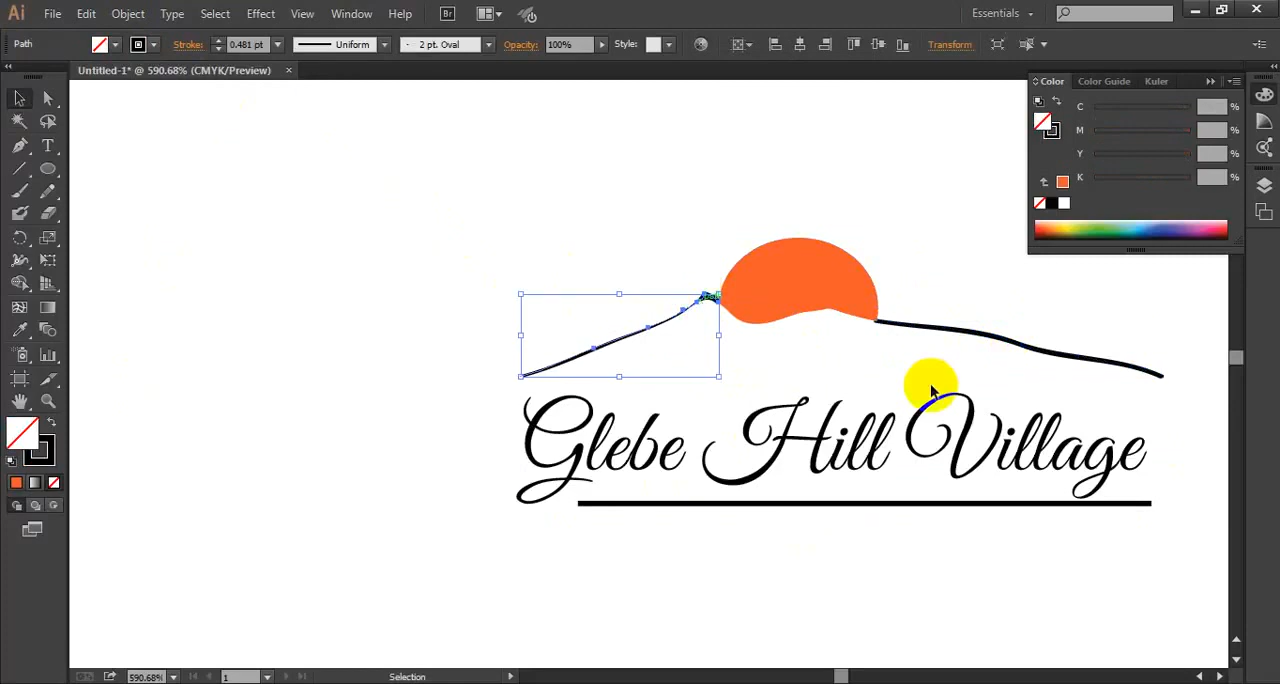 Ai File Edit Object Type Select Effect View Window Help Br Essentials
Path Stroke: 0.481 pt Uniform 2 pt. Oval Opacity: 100% Style: Transform
Untitled-1* @ 590.68% (CMYK/Preview) ×
Color Color Guide Kuler
C %
M %
Y %
K %
Glebe Hill Village
590.68% 1 Selection